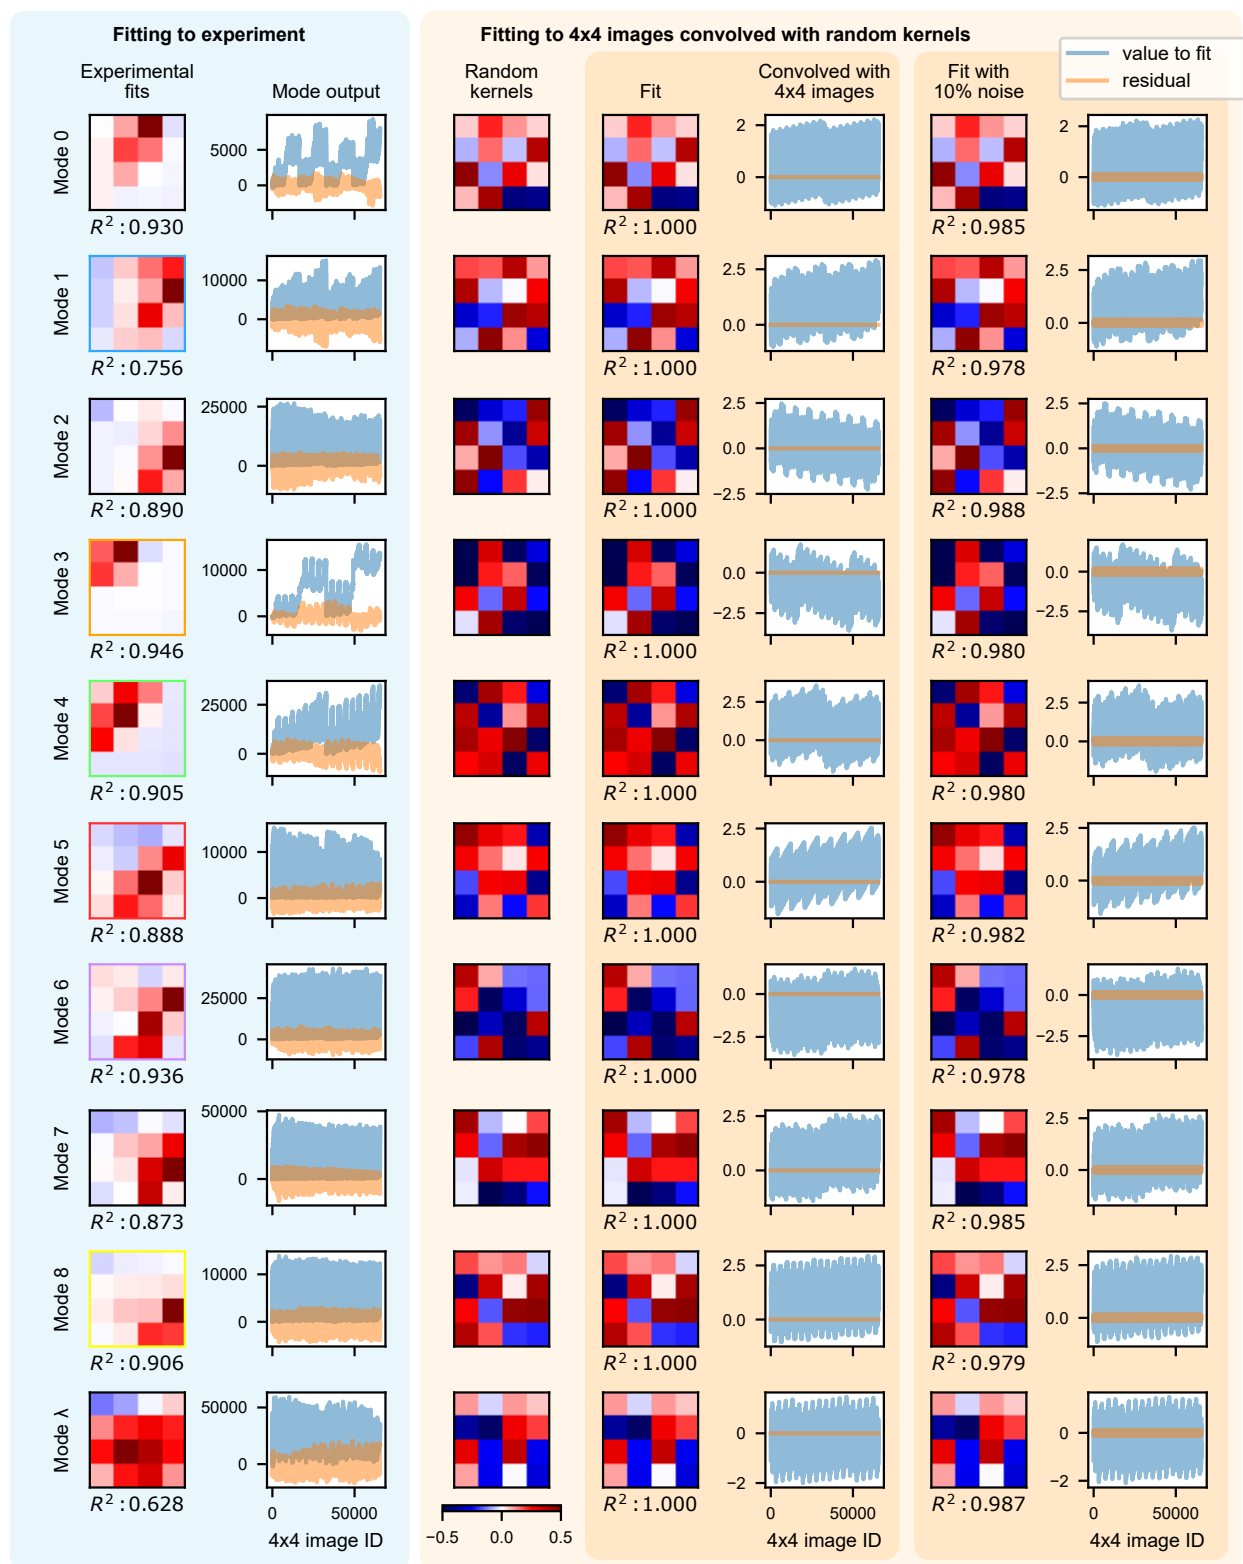 Fitting to experiment
Fitting to 4x4 images convolved with random kernels
value to fit
residual
Experimental
fits
Mode output
Random
kernels
Fit
Convolved with
4x4 images
Fit with
10% noise
Mode 0
5000
0
R²:0.930
R²:1.000
2
0
R²:0.985
2
0
Mode 1
10000
0
R²:0.756
R²:1.000
2.5
0.0
R²:0.978
2.5
0.0
Mode 2
25000
0
R²:0.890
R²:1.000
2.5
0.0
−2.5
R²:0.988
2.5
0.0
−2.5
Mode 3
10000
0
R²:0.946
R²:1.000
0.0
−2.5
R²:0.980
0.0
−2.5
Mode 4
25000
0
R²:0.905
R²:1.000
2.5
0.0
R²:0.980
2.5
0.0
Mode 5
10000
0
R²:0.888
R²:1.000
2.5
0.0
R²:0.982
2.5
0.0
Mode 6
25000
0
R²:0.936
R²:1.000
0.0
−2.5
R²:0.978
0.0
−2.5
Mode 7
50000
0
R²:0.873
R²:1.000
2.5
0.0
R²:0.985
2.5
0.0
Mode 8
10000
0
R²:0.906
R²:1.000
2.5
0.0
R²:0.979
2.5
0.0
Mode λ
50000
0
R²:0.628
R²:1.000
0
−2
R²:0.987
0
−2
0 50000
4x4 image ID
−0.5 0.0 0.5
0 50000
4x4 image ID
0 50000
4x4 image ID